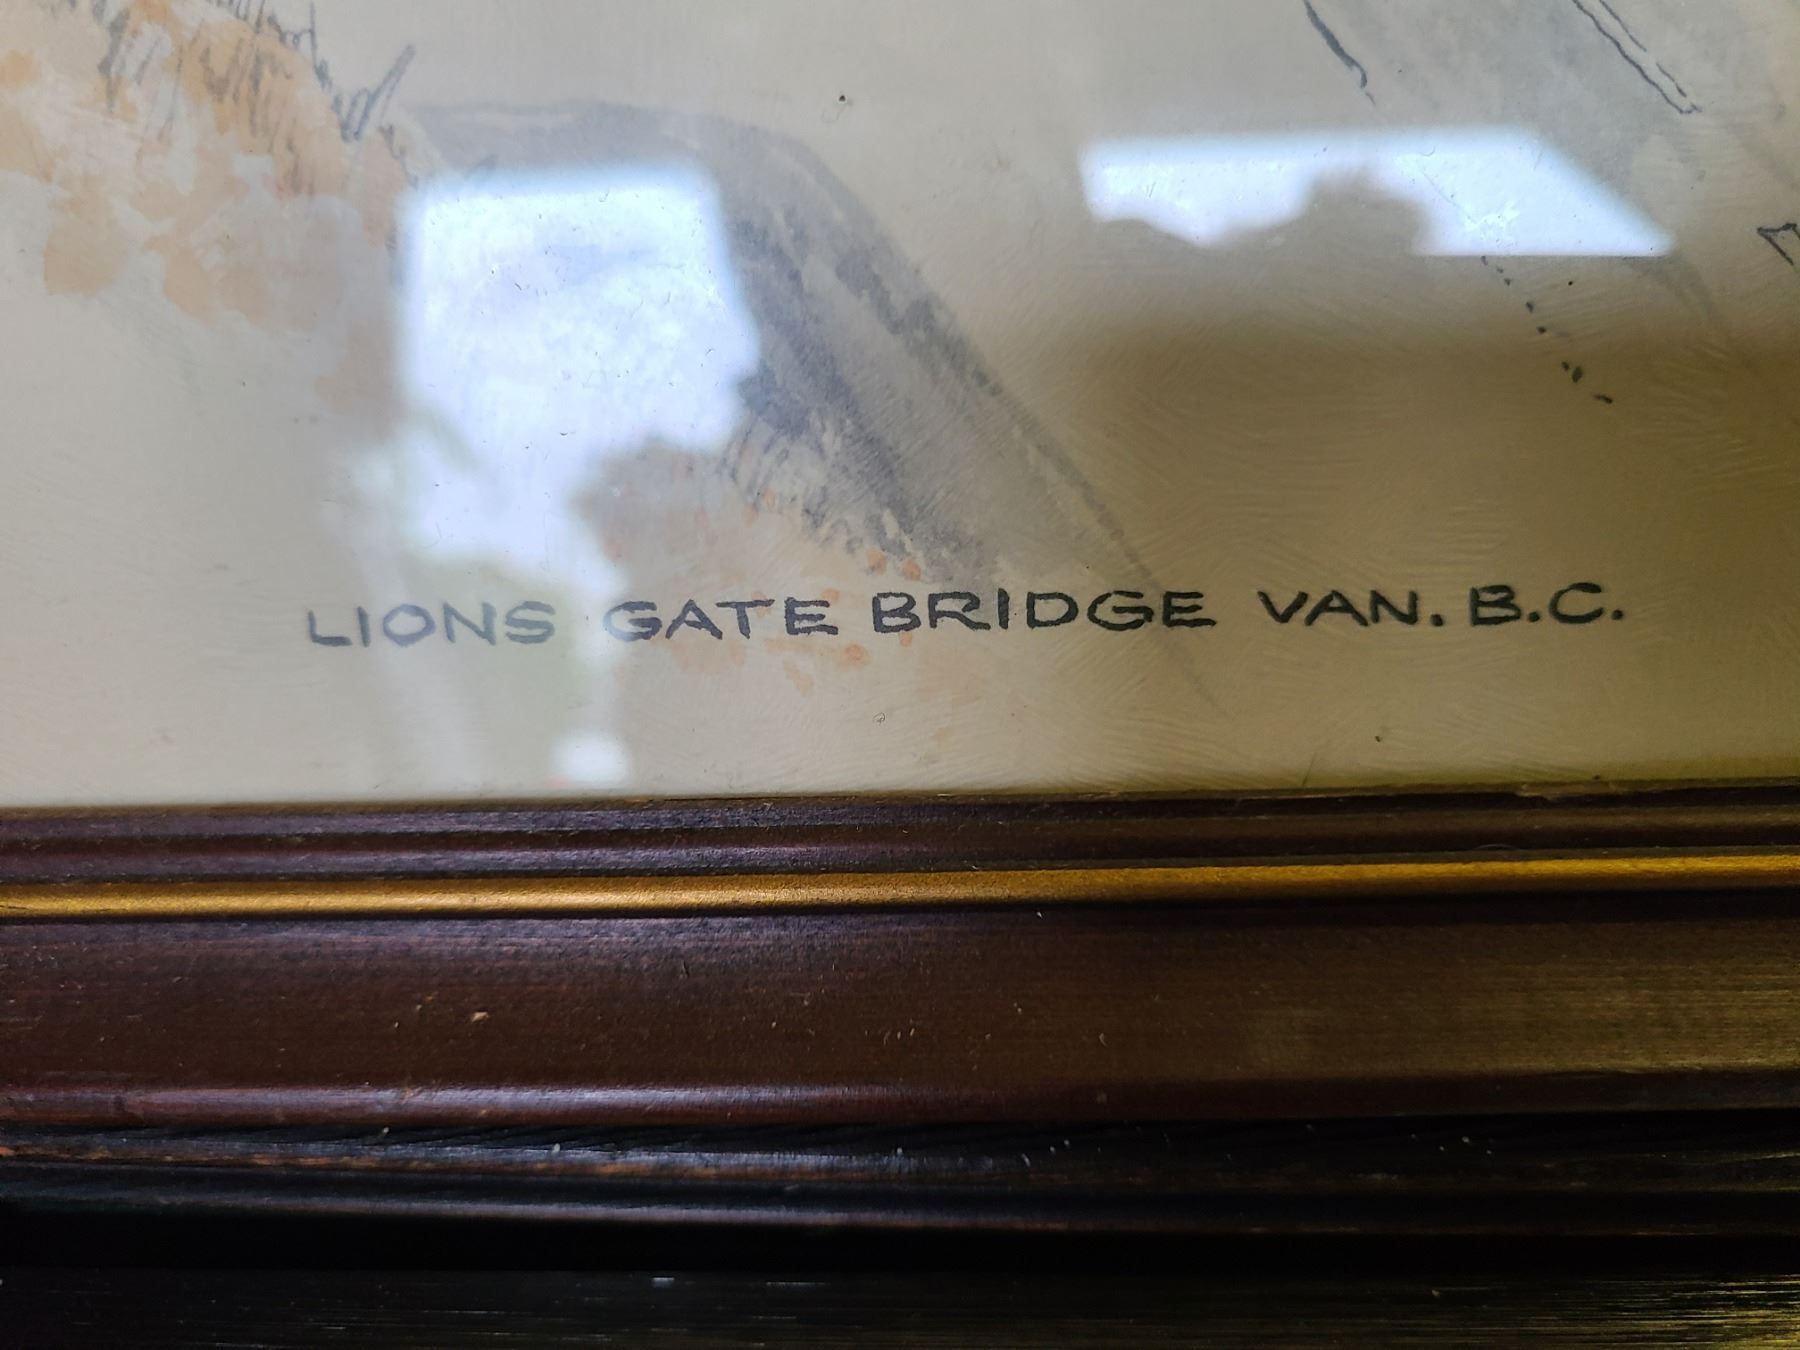 LIONS GATE BRIDGE VAN. B.C.